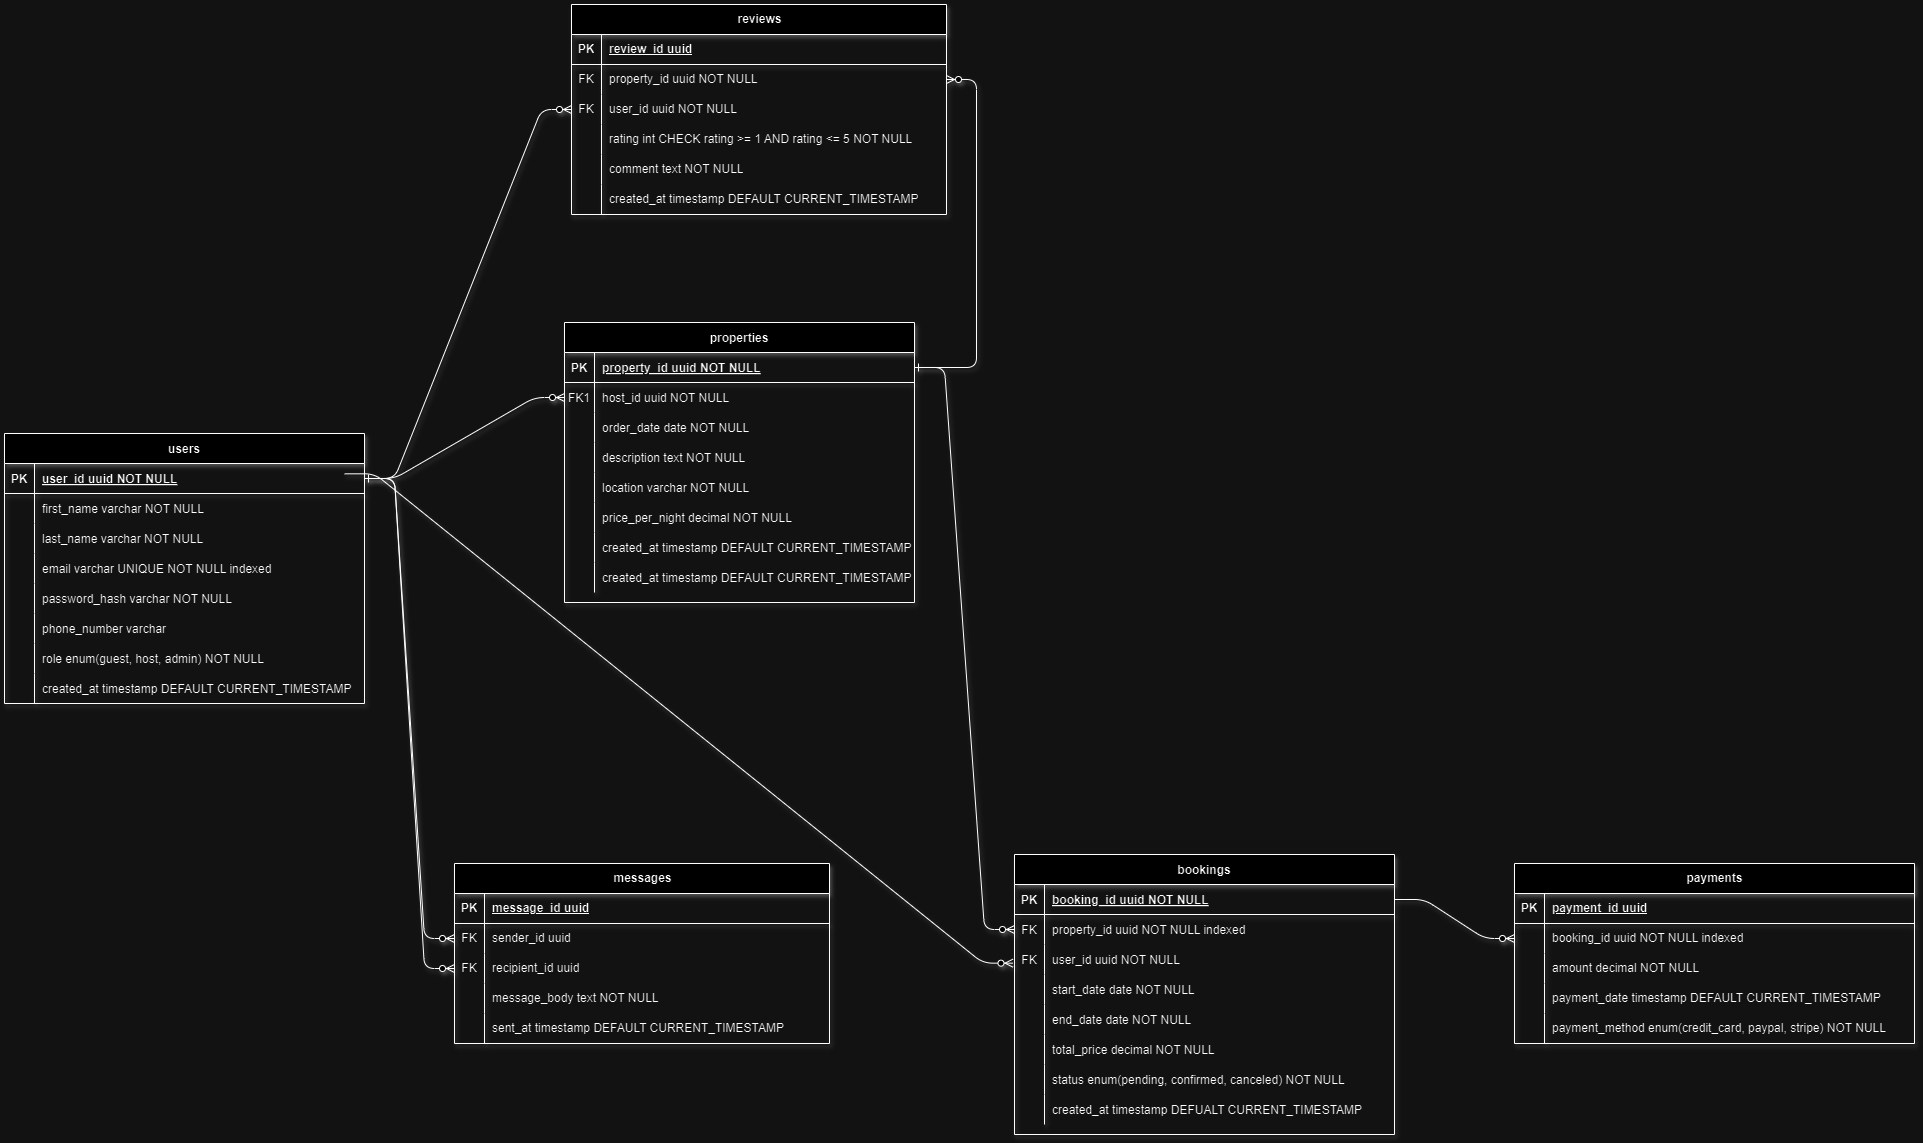 reviews
PK review_id uuid
FK property_id uuid NOT NULL
FK user_id uuid NOT NULL
rating int CHECK rating >= 1 AND rating <= 5 NOT NULL
comment text NOT NULL
created_at timestamp DEFAULT CURRENT_TIMESTAMP
properties
PK property_id uuid NOT NULL
FK1 host_id uuid NOT NULL
order_date date NOT NULL
description text NOT NULL
location varchar NOT NULL
price_per_night decimal NOT NULL
created_at timestamp DEFAULT CURRENT_TIMESTAMP
created_at timestamp DEFAULT CURRENT_TIMESTAMP
users
PK user_id uuid NOT NULL
first_name varchar NOT NULL
last_name varchar NOT NULL
email varchar UNIQUE NOT NULL indexed
password_hash varchar NOT NULL
phone_number varchar
role enum(guest, host, admin) NOT NULL
created_at timestamp DEFAULT CURRENT_TIMESTAMP
messages
PK message_id uuid
FK sender_id uuid
FK recipient_id uuid
message_body text NOT NULL
sent_at timestamp DEFAULT CURRENT_TIMESTAMP
bookings
PK booking_id uuid NOT NULL
FK property_id uuid NOT NULL indexed
FK user_id uuid NOT NULL
start_date date NOT NULL
end_date date NOT NULL
total_price decimal NOT NULL
status enum(pending, confirmed, canceled) NOT NULL
created_at timestamp DEFUALT CURRENT_TIMESTAMP
payments
PK payment_id uuid
booking_id uuid NOT NULL indexed
amount decimal NOT NULL
payment_date timestamp DEFAULT CURRENT_TIMESTAMP
payment_method enum(credit_card, paypal, stripe) NOT NULL